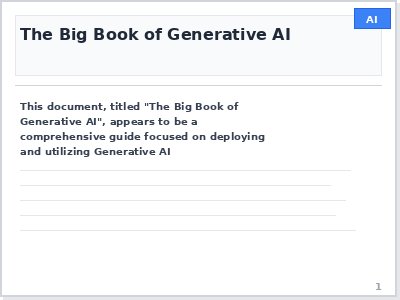 AI
The Big Book of Generative AI
This document, titled "The Big Book of
Generative AI", appears to be a
comprehensive guide focused on deploying
and utilizing Generative AI
1